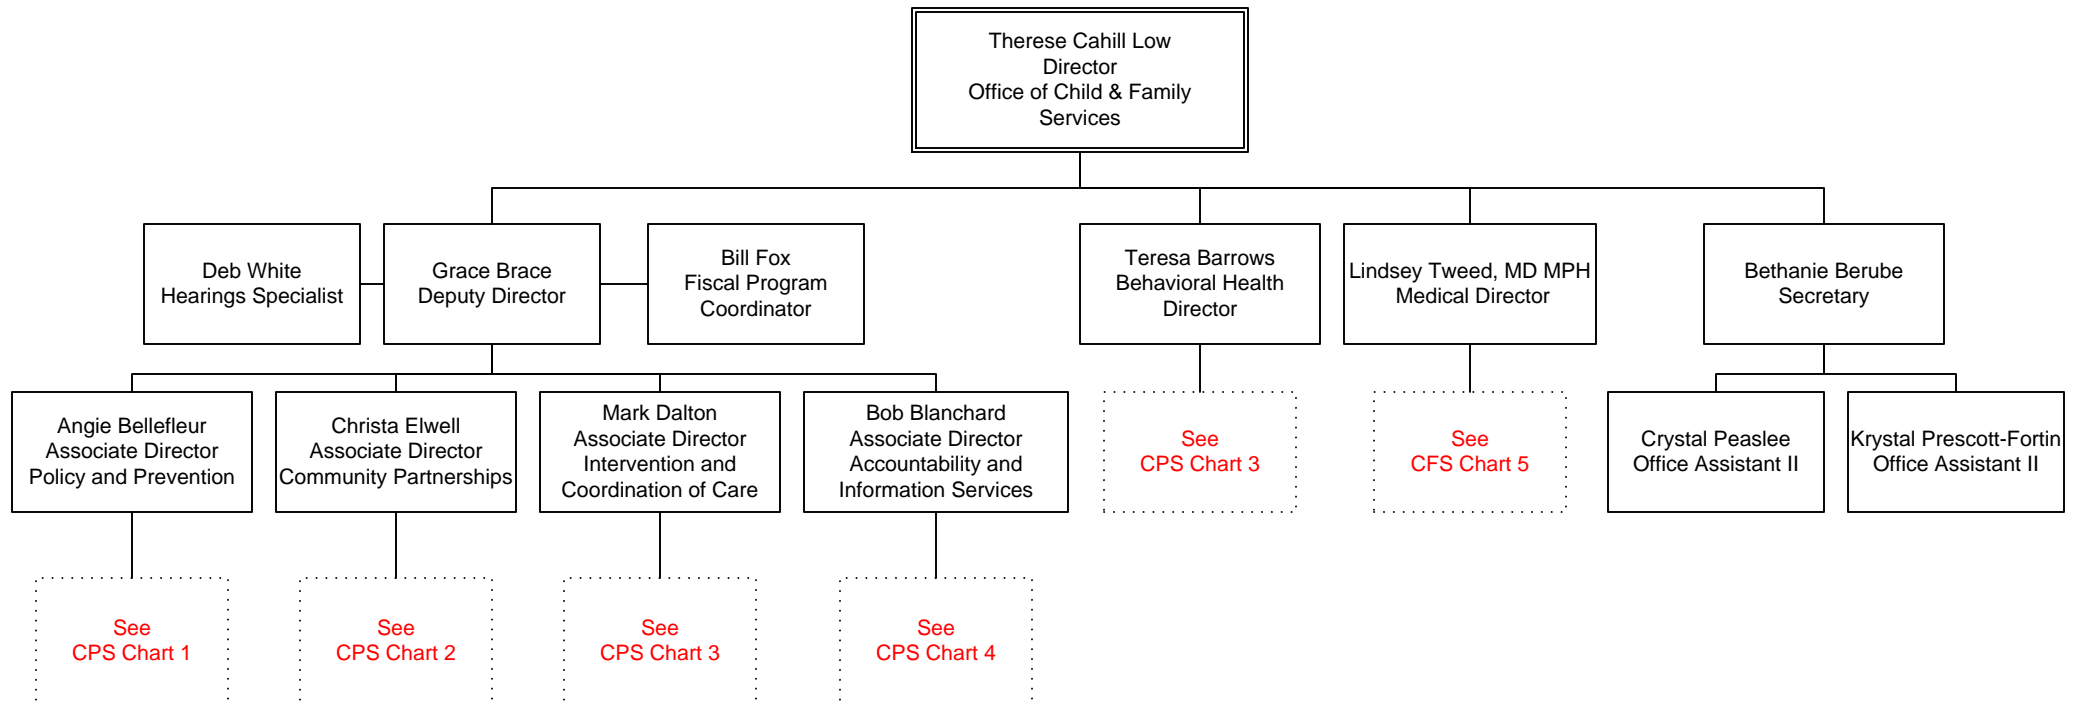 Therese Cahill Low
Director
Office of Child & Family
Services
Deb White
Hearings Specialist
Grace Brace
Deputy Director
Bill Fox
Fiscal Program
Coordinator
Teresa Barrows
Behavioral Health
Director
Lindsey Tweed, MD MPH
Medical Director
Bethanie Berube
Secretary
Angie Bellefleur
Associate Director
Policy and Prevention
Christa Elwell
Associate Director
Community Partnerships
Mark Dalton
Associate Director
Intervention and
Coordination of Care
Bob Blanchard
Associate Director
Accountability and
Information Services
See
CPS Chart 3
See
CFS Chart 5
Crystal Peaslee
Office Assistant II
Krystal Prescott-Fortin
Office Assistant II
See
CPS Chart 1
See
CPS Chart 2
See
CPS Chart 3
See
CPS Chart 4